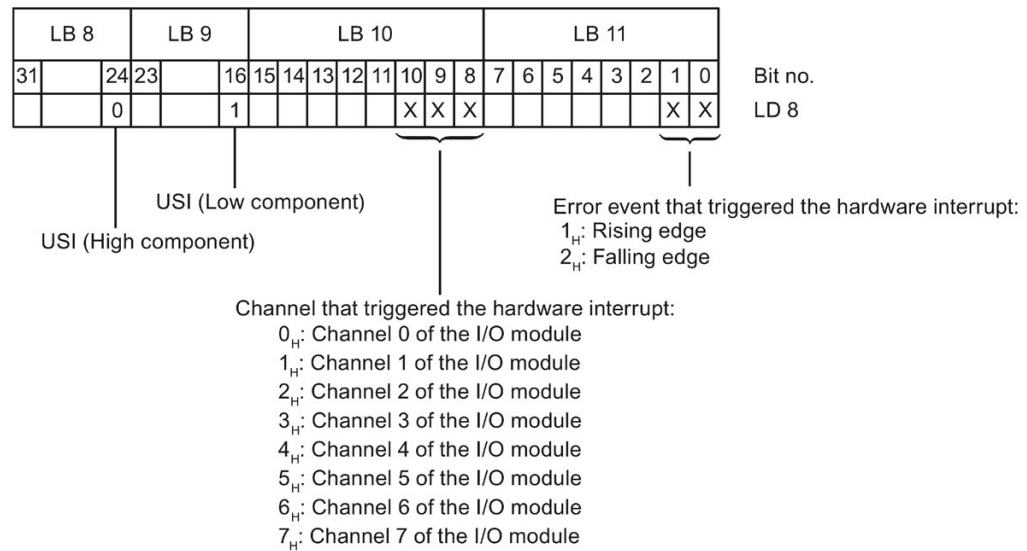 LB 8 LB 9 LB 10 LB 11
31 24 23 16 15 14 13 12 11 10 9 8 7 6 5 4 3 2 1 0 Bit no.
0 1 X X X X X LD 8
USI (Low component)
USI (High component)
Error event that triggered the hardware interrupt:
1H: Rising edge
2H: Falling edge
Channel that triggered the hardware interrupt:
0H: Channel 0 of the I/O module
1H: Channel 1 of the I/O module
2H: Channel 2 of the I/O module
3H: Channel 3 of the I/O module
4H: Channel 4 of the I/O module
5H: Channel 5 of the I/O module
6H: Channel 6 of the I/O module
7H: Channel 7 of the I/O module